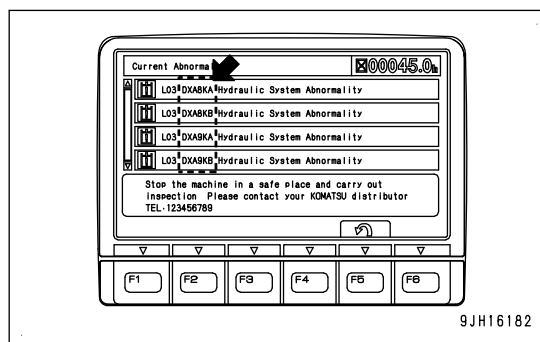 Current Abnorma
00045.0h
L03 DXA8KA Hydraulic System Abnormality
L03 DXA8KB Hydraulic System Abnormality
L03 DXA9KA Hydraulic System Abnormality
L03 DXA9KB Hydraulic System Abnormality
Stop the machine in a safe place and carry out
inspection Please contact your KOMATSU distributor
TEL·123456789
F1 F2 F3 F4 F5 F6
9JH16182